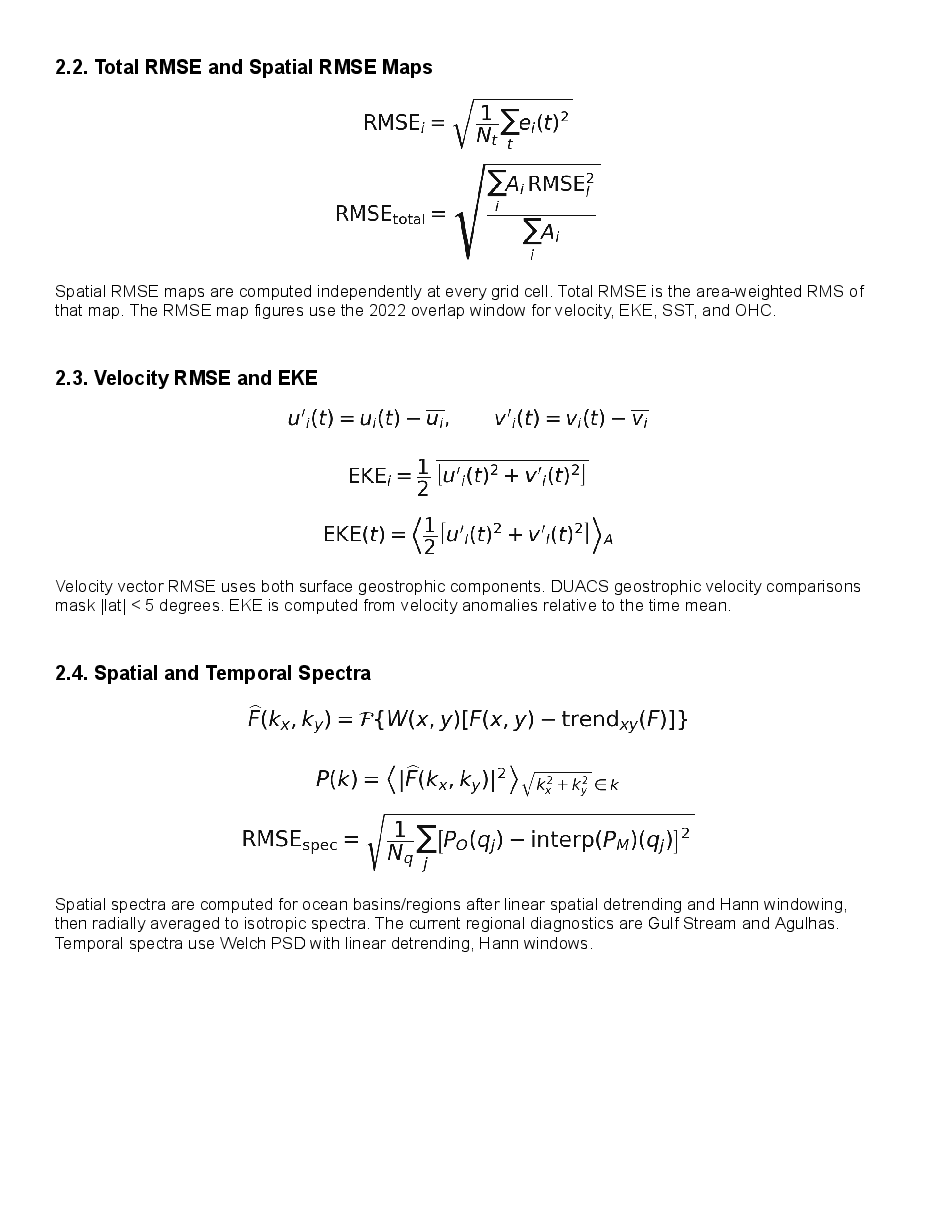 2.2. Total RMSE and Spatial RMSE Maps
RMSE_i = √( (1/N_t) ∑_t e_i(t)² )
RMSE_total = √( ∑_i A_i RMSE_i² / ∑_i A_i )
Spatial RMSE maps are computed independently at every grid cell. Total RMSE is the area-weighted RMS of
that map. The RMSE map figures use the 2022 overlap window for velocity, EKE, SST, and OHC.
2.3. Velocity RMSE and EKE
u′_i(t) = u_i(t) − u̅_i, v′_i(t) = v_i(t) − v̅_i
EKE_i = (1/2) \overline{[u′_i(t)² + v′_i(t)²]}
EKE(t) = ⟨ (1/2) [u′_i(t)² + v′_i(t)²] ⟩_A
Velocity vector RMSE uses both surface geostrophic components. DUACS geostrophic velocity comparisons
mask |lat| < 5 degrees. EKE is computed from velocity anomalies relative to the time mean.
2.4. Spatial and Temporal Spectra
F̂(k_x, k_y) = ℱ{W(x, y)[F(x, y) − trend_xy(F)]}
P(k) = ⟨|F̂(k_x, k_y)|²⟩_{√(k_x² + k_y²) ∈ k}
RMSE_spec = √( (1/N_q) ∑_j [P_O(q_j) − interp(P_M)(q_j)]² )
Spatial spectra are computed for ocean basins/regions after linear spatial detrending and Hann windowing,
then radially averaged to isotropic spectra. The current regional diagnostics are Gulf Stream and Agulhas.
Temporal spectra use Welch PSD with linear detrending, Hann windows.